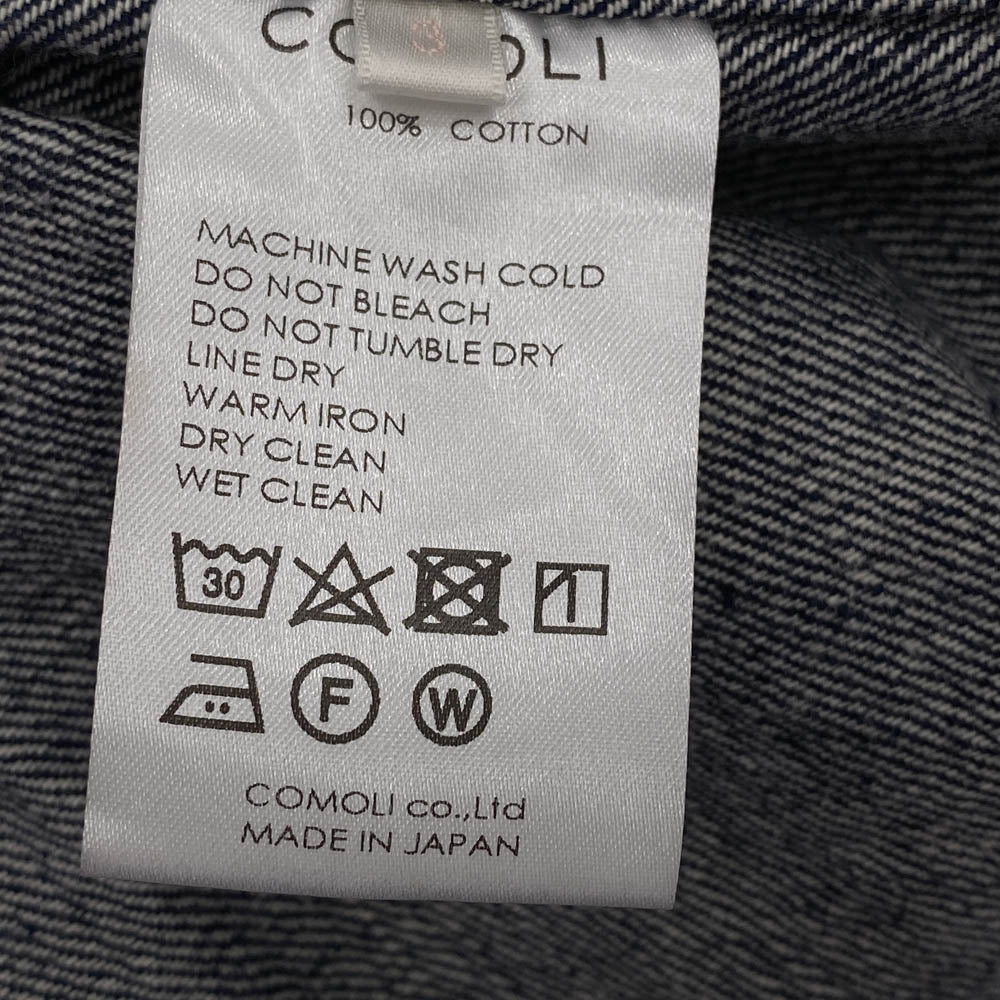 COMOLI
100% COTTON
MACHINE WASH COLD
DO NOT BLEACH
DO NOT TUMBLE DRY
LINE DRY
WARM IRON
DRY CLEAN
WET CLEAN
30
F W
COMOLI co.,Ltd
MADE IN JAPAN